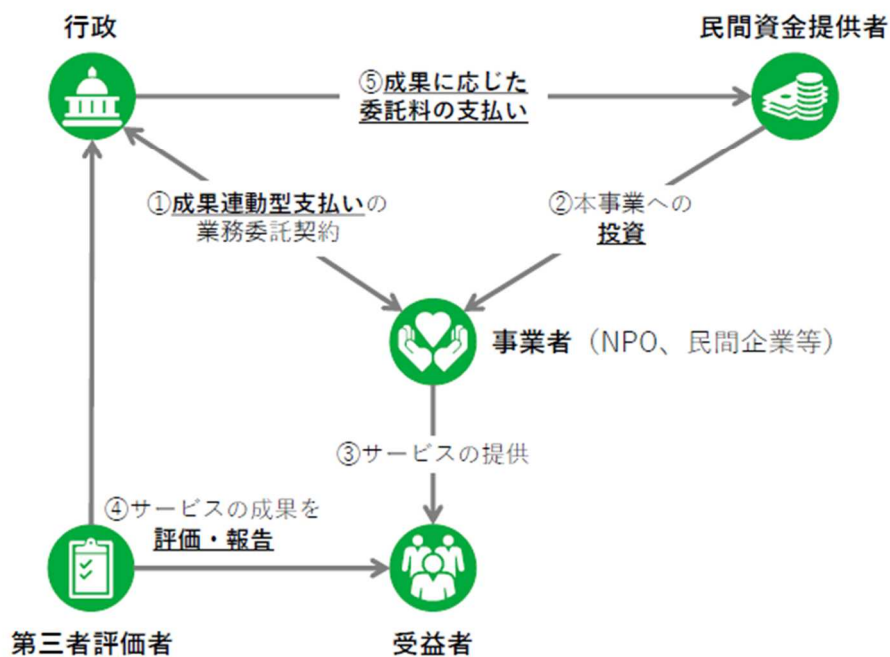 行政
民間資金提供者
⑤成果に応じた
委託料の支払い
①成果連動型支払いの
業務委託契約
②本事業への
投資
事業者（NPO、民間企業等）
③サービスの提供
④サービスの成果を
評価・報告
第三者評価者
受益者